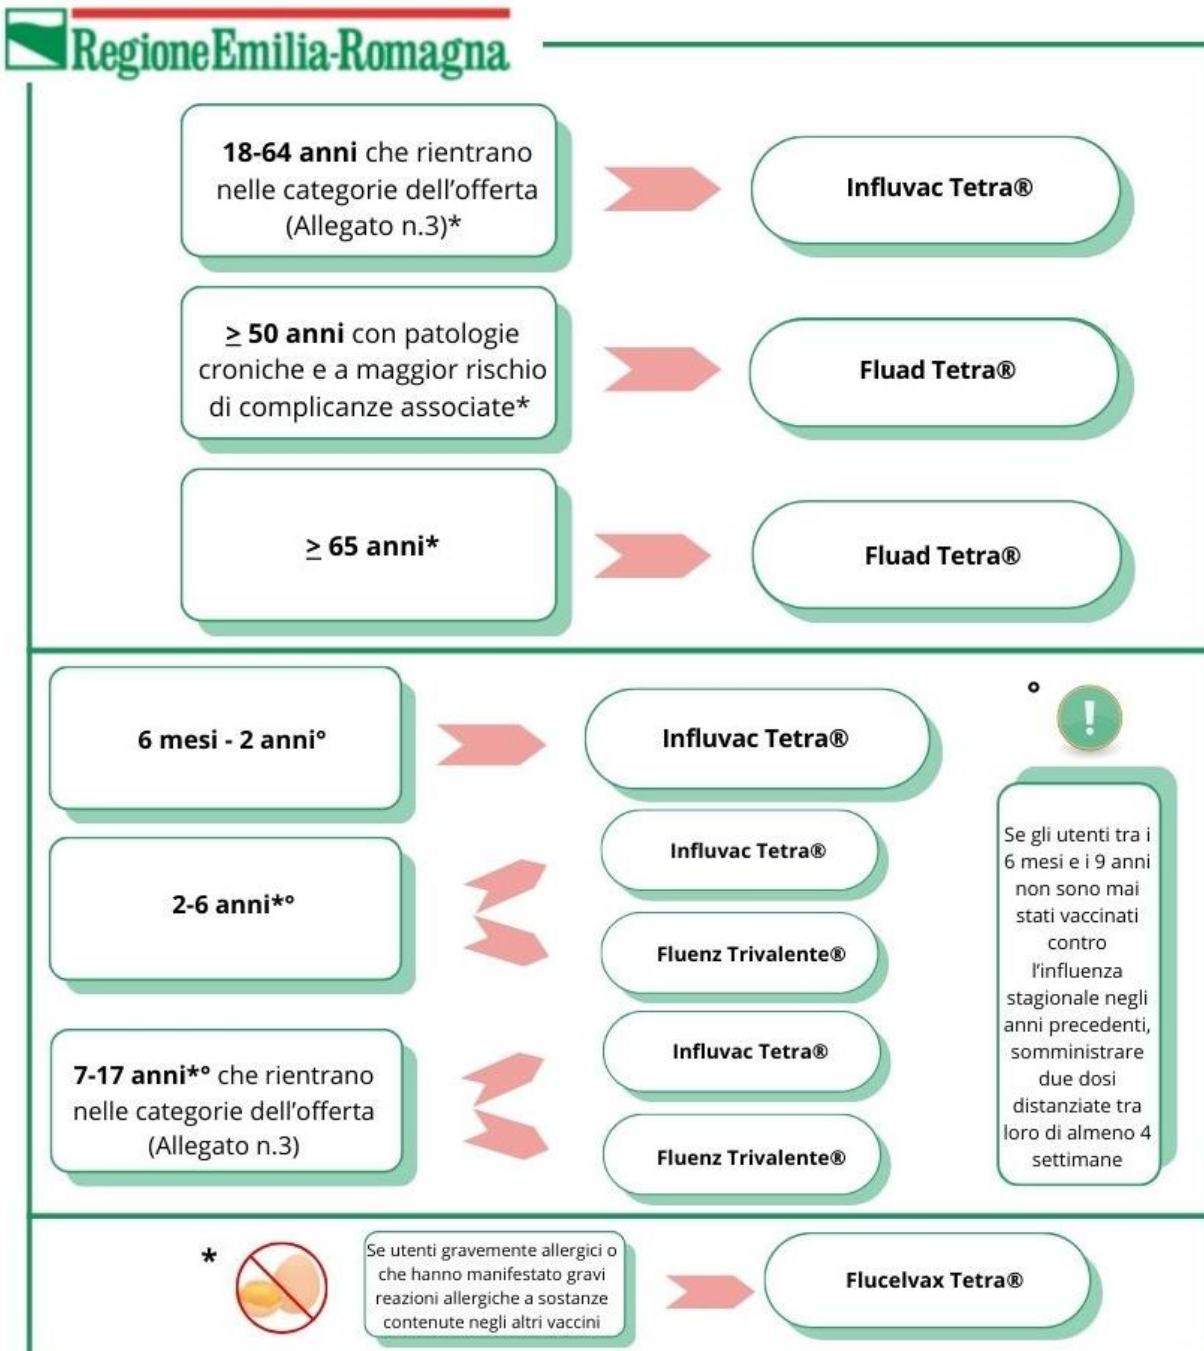 RegioneEmilia-Romagna
18-64 anni che rientrano
nelle categorie dell'offerta
(Allegato n.3)*
Influvac Tetra®
≥ 50 anni con patologie
croniche e a maggior rischio
di complicanze associate*
Fluad Tetra®
≥ 65 anni*
Fluad Tetra®
6 mesi - 2 anni°
Influvac Tetra®
2-6 anni*°
Influvac Tetra®
Fluenz Trivalente®
7-17 anni*° che rientrano
nelle categorie dell'offerta
(Allegato n.3)
Influvac Tetra®
Fluenz Trivalente®
°
!
Se gli utenti tra i
6 mesi e i 9 anni
non sono mai
stati vaccinati
contro
l'influenza
stagionale negli
anni precedenti,
somministrare
due dosi
distanziate tra
loro di almeno 4
settimane
*
Se utenti gravemente allergici o
che hanno manifestato gravi
reazioni allergiche a sostanze
contenute negli altri vaccini
Flucelvax Tetra®